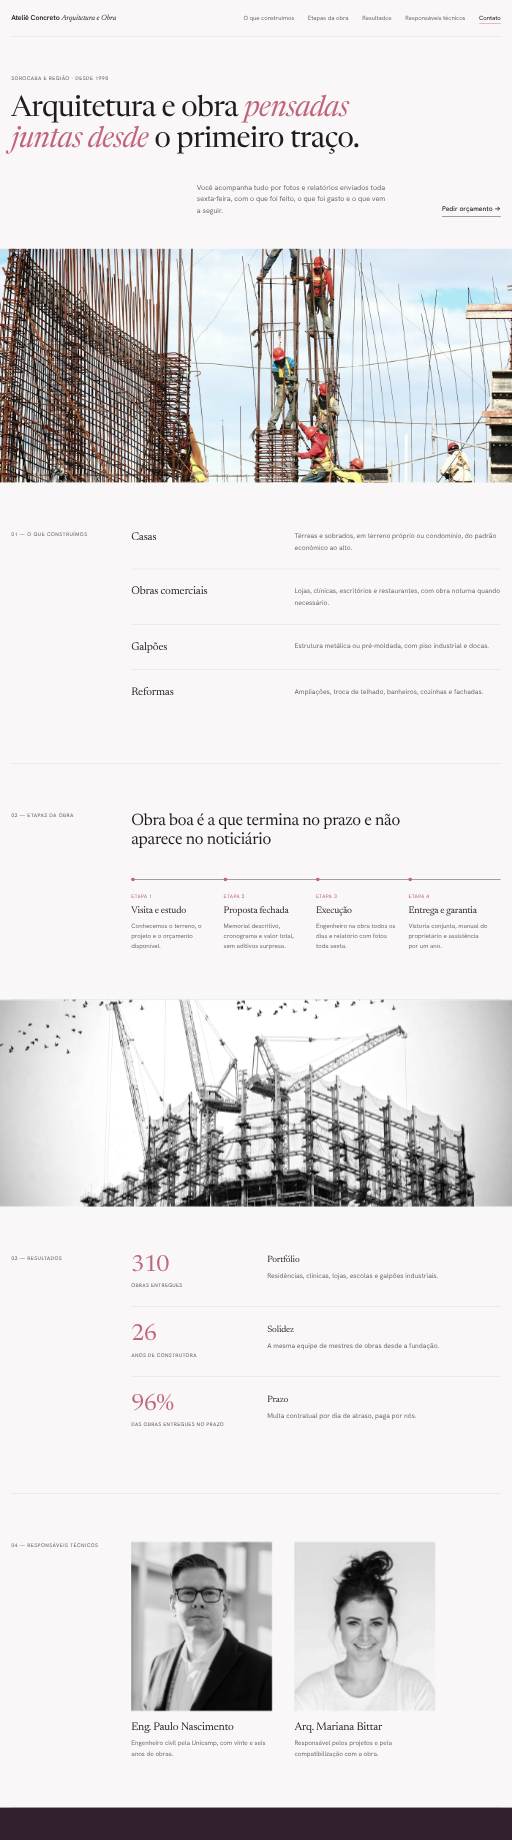 Ateliê Concreto Arquitetura e Obra
O que construímos
Etapas da obra
Resultados
Responsáveis técnicos
Contato
SOROCABA E REGIÃO · DESDE 1998
Arquitetura e obra pensadas
juntas desde o primeiro traço.
Você acompanha tudo por fotos e relatórios enviados toda
sexta-feira, com o que foi feito, o que foi gasto e o que vem
a seguir.
Pedir orçamento →
01 — O QUE CONSTRUÍMOS
Casas
Térreas e sobrados, em terreno próprio ou condomínio, do padrão
econômico ao alto.
Obras comerciais
Lojas, clínicas, escritórios e restaurantes, com obra noturna quando
necessário.
Galpões
Estrutura metálica ou pré-moldada, com piso industrial e docas.
Reformas
Ampliações, troca de telhado, banheiros, cozinhas e fachadas.
02 — ETAPAS DA OBRA
Obra boa é a que termina no prazo e não
aparece no noticiário
ETAPA 1
Visita e estudo
Conhecemos o terreno, o
projeto e o orçamento
disponível.
ETAPA 2
Proposta fechada
Memorial descritivo,
cronograma e valor total,
sem aditivos surpresa.
ETAPA 3
Execução
Engenheiro na obra todos os
dias e relatório com fotos
toda sexta.
ETAPA 4
Entrega e garantia
Vistoria conjunta, manual do
proprietário e assistência
por um ano.
03 — RESULTADOS
310
OBRAS ENTREGUES
Portfólio
Residências, clínicas, lojas, escolas e galpões industriais.
26
ANOS DE CONSTRUTORA
Solidez
A mesma equipe de mestres de obras desde a fundação.
96%
DAS OBRAS ENTREGUES NO PRAZO
Prazo
Multa contratual por dia de atraso, paga por nós.
04 — RESPONSÁVEIS TÉCNICOS
Eng. Paulo Nascimento
Engenheiro civil pela Unicamp, com vinte e seis
anos de obras.
Arq. Mariana Bittar
Responsável pelos projetos e pela
compatibilização com a obra.